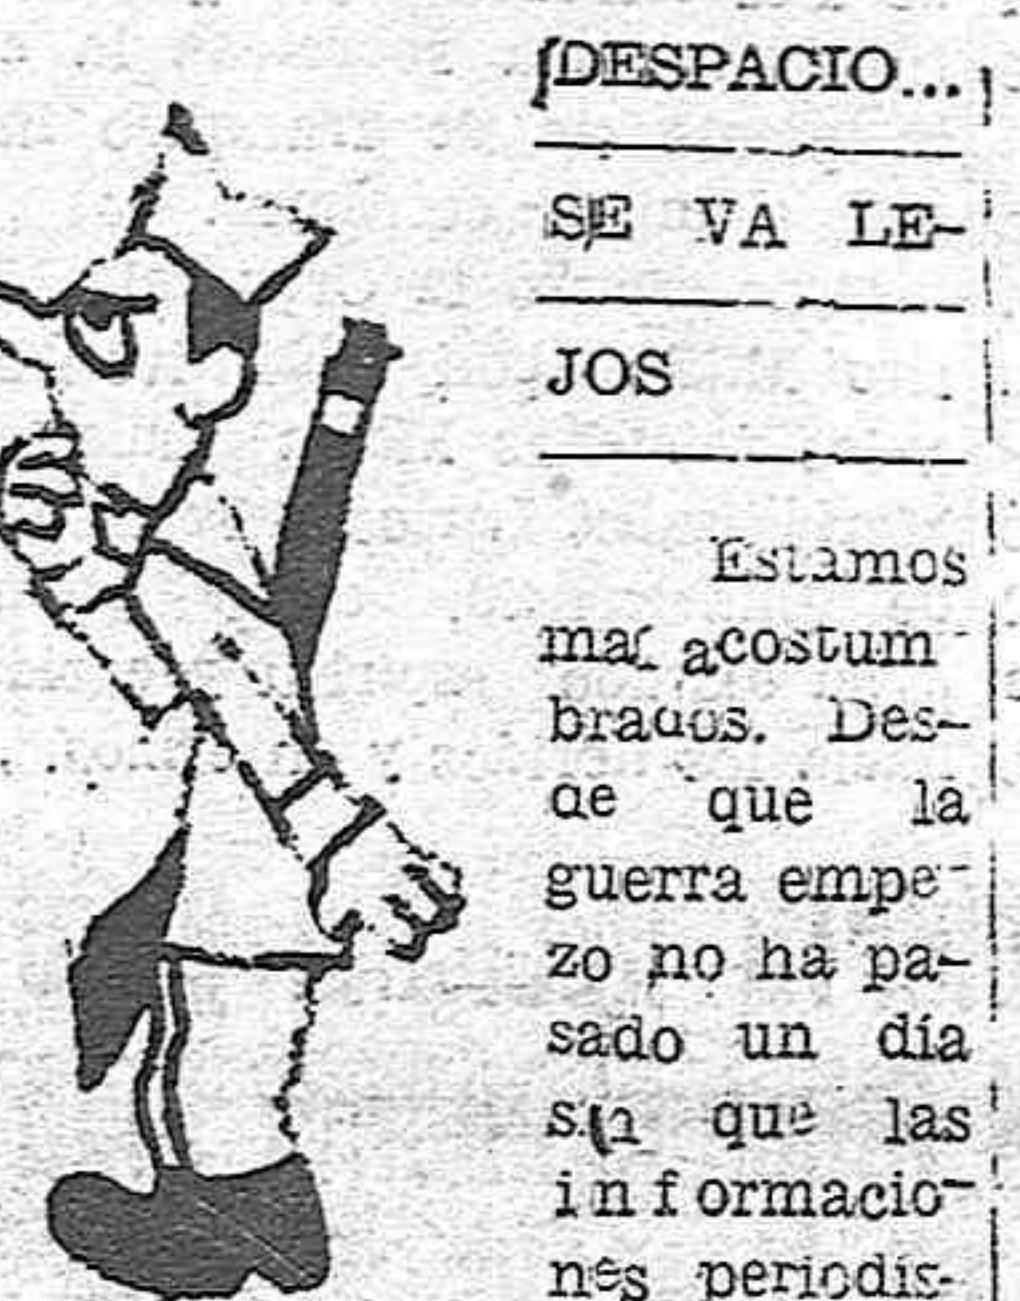 DESPACIO...
SE VA LE-
JOS
Estamos
mal acostum-
brados. Des-
de que la
guerra empe-
zo no ha pa-
sado un día
sin que las
informacio-
nes periodís-